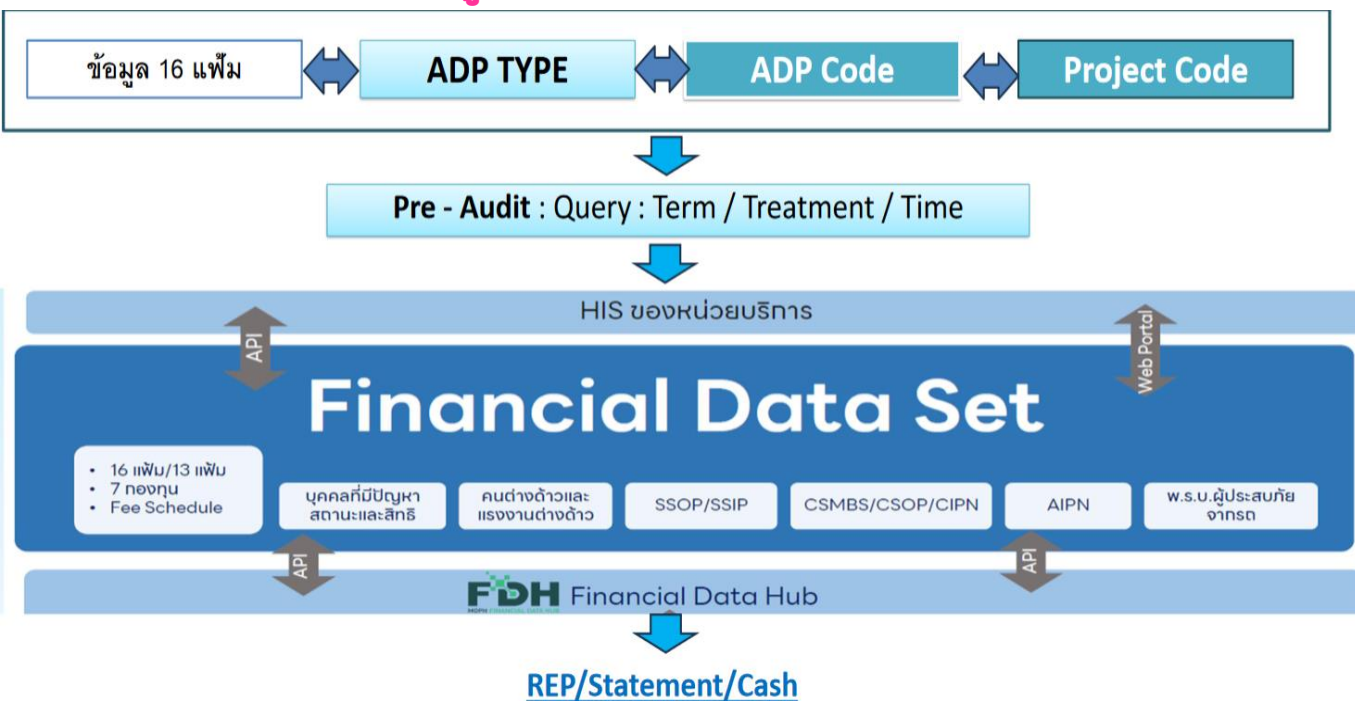 ข้อมูล 16 แฟ้ม
ADP TYPE
ADP Code
Project Code
Pre - Audit : Query : Term / Treatment / Time
HIS ของหน่วยบริการ
API
Web Portal
Financial Data Set
• 16 แฟ้ม/13 แฟ้ม
• 7 กองทุน
• Fee Schedule
บุคคลที่มีปัญหา
สถานะและสิทธิ
คนต่างด้าวและ
แรงงานต่างด้าว
SSOP/SSIP
CSMBS/CSOP/CIPN
AIPN
พ.ร.บ.ผู้ประสบภัย
จากรถ
API
API
FDH Financial Data Hub
MOPH FINANCIAL DATA HUB
REP/Statement/Cash